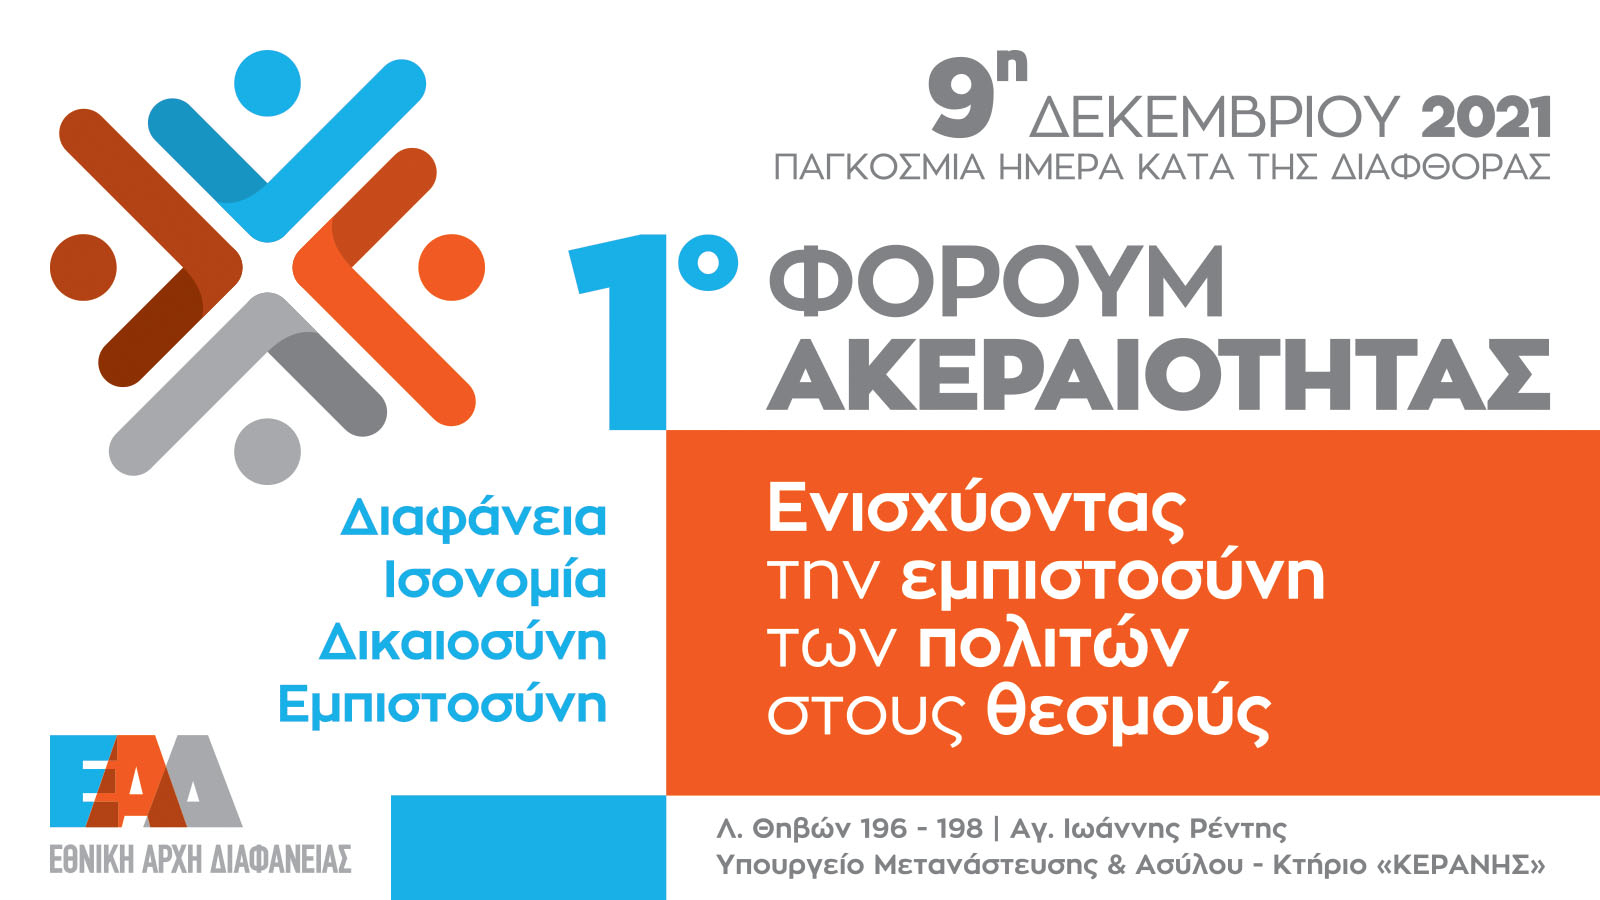 9η ΔΕΚΕΜΒΡΙΟΥ 2021
ΠΑΓΚΟΣΜΙΑ ΗΜΕΡΑ ΚΑΤΑ ΤΗΣ ΔΙΑΦΘΟΡΑΣ
1ο ΦΟΡΟΥΜ
ΑΚΕΡΑΙΟΤΗΤΑΣ
Ενισχύοντας
την εμπιστοσύνη
των πολιτών
στους θεσμούς
Διαφάνεια
Ισονομία
Δικαιοσύνη
Εμπιστοσύνη
ΕΑΔ
ΕΘΝΙΚΗ ΑΡΧΗ ΔΙΑΦΑΝΕΙΑΣ
Λ. Θηβών 196 - 198 | Αγ. Ιωάννης Ρέντης
Υπουργείο Μετανάστευσης & Ασύλου - Κτήριο «ΚΕΡΑΝΗΣ»